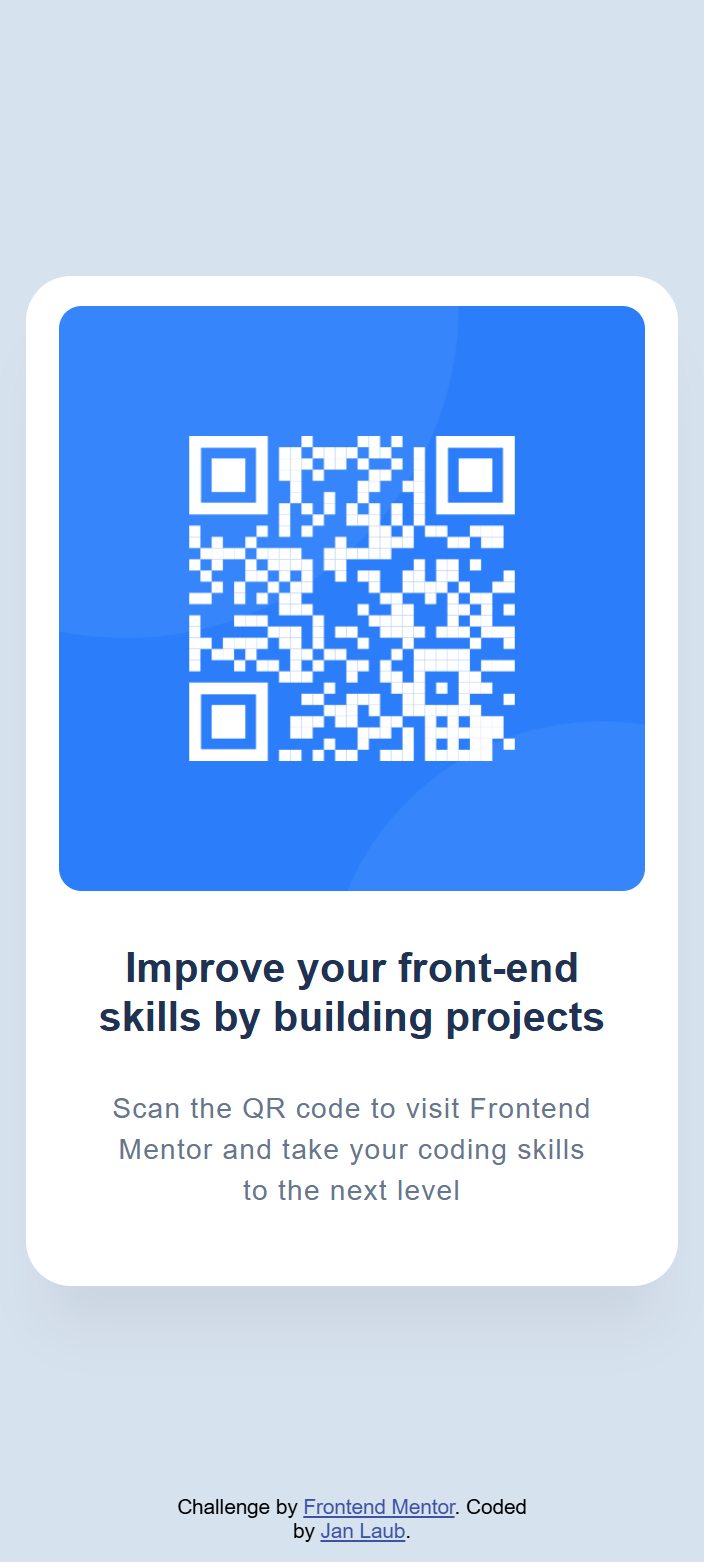 Improve your front-end
skills by building projects
Scan the QR code to visit Frontend
Mentor and take your coding skills
to the next level
Challenge by Frontend Mentor. Coded
by Jan Laub.